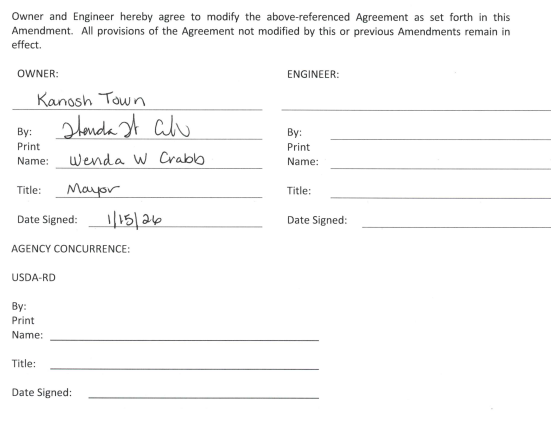 Owner and Engineer hereby agree to modify the above-referenced Agreement as set forth in this
Amendment. All provisions of the Agreement not modified by this or previous Amendments remain in
effect.
OWNER: ENGINEER:
Kanosh Town
By: By:
Print Print
Name: Wenda W Crabb Name:
Title: Mayor Title:
Date Signed: 1/15/26 Date Signed:
AGENCY CONCURRENCE:
USDA-RD
By:
Print
Name:
Title:
Date Signed: